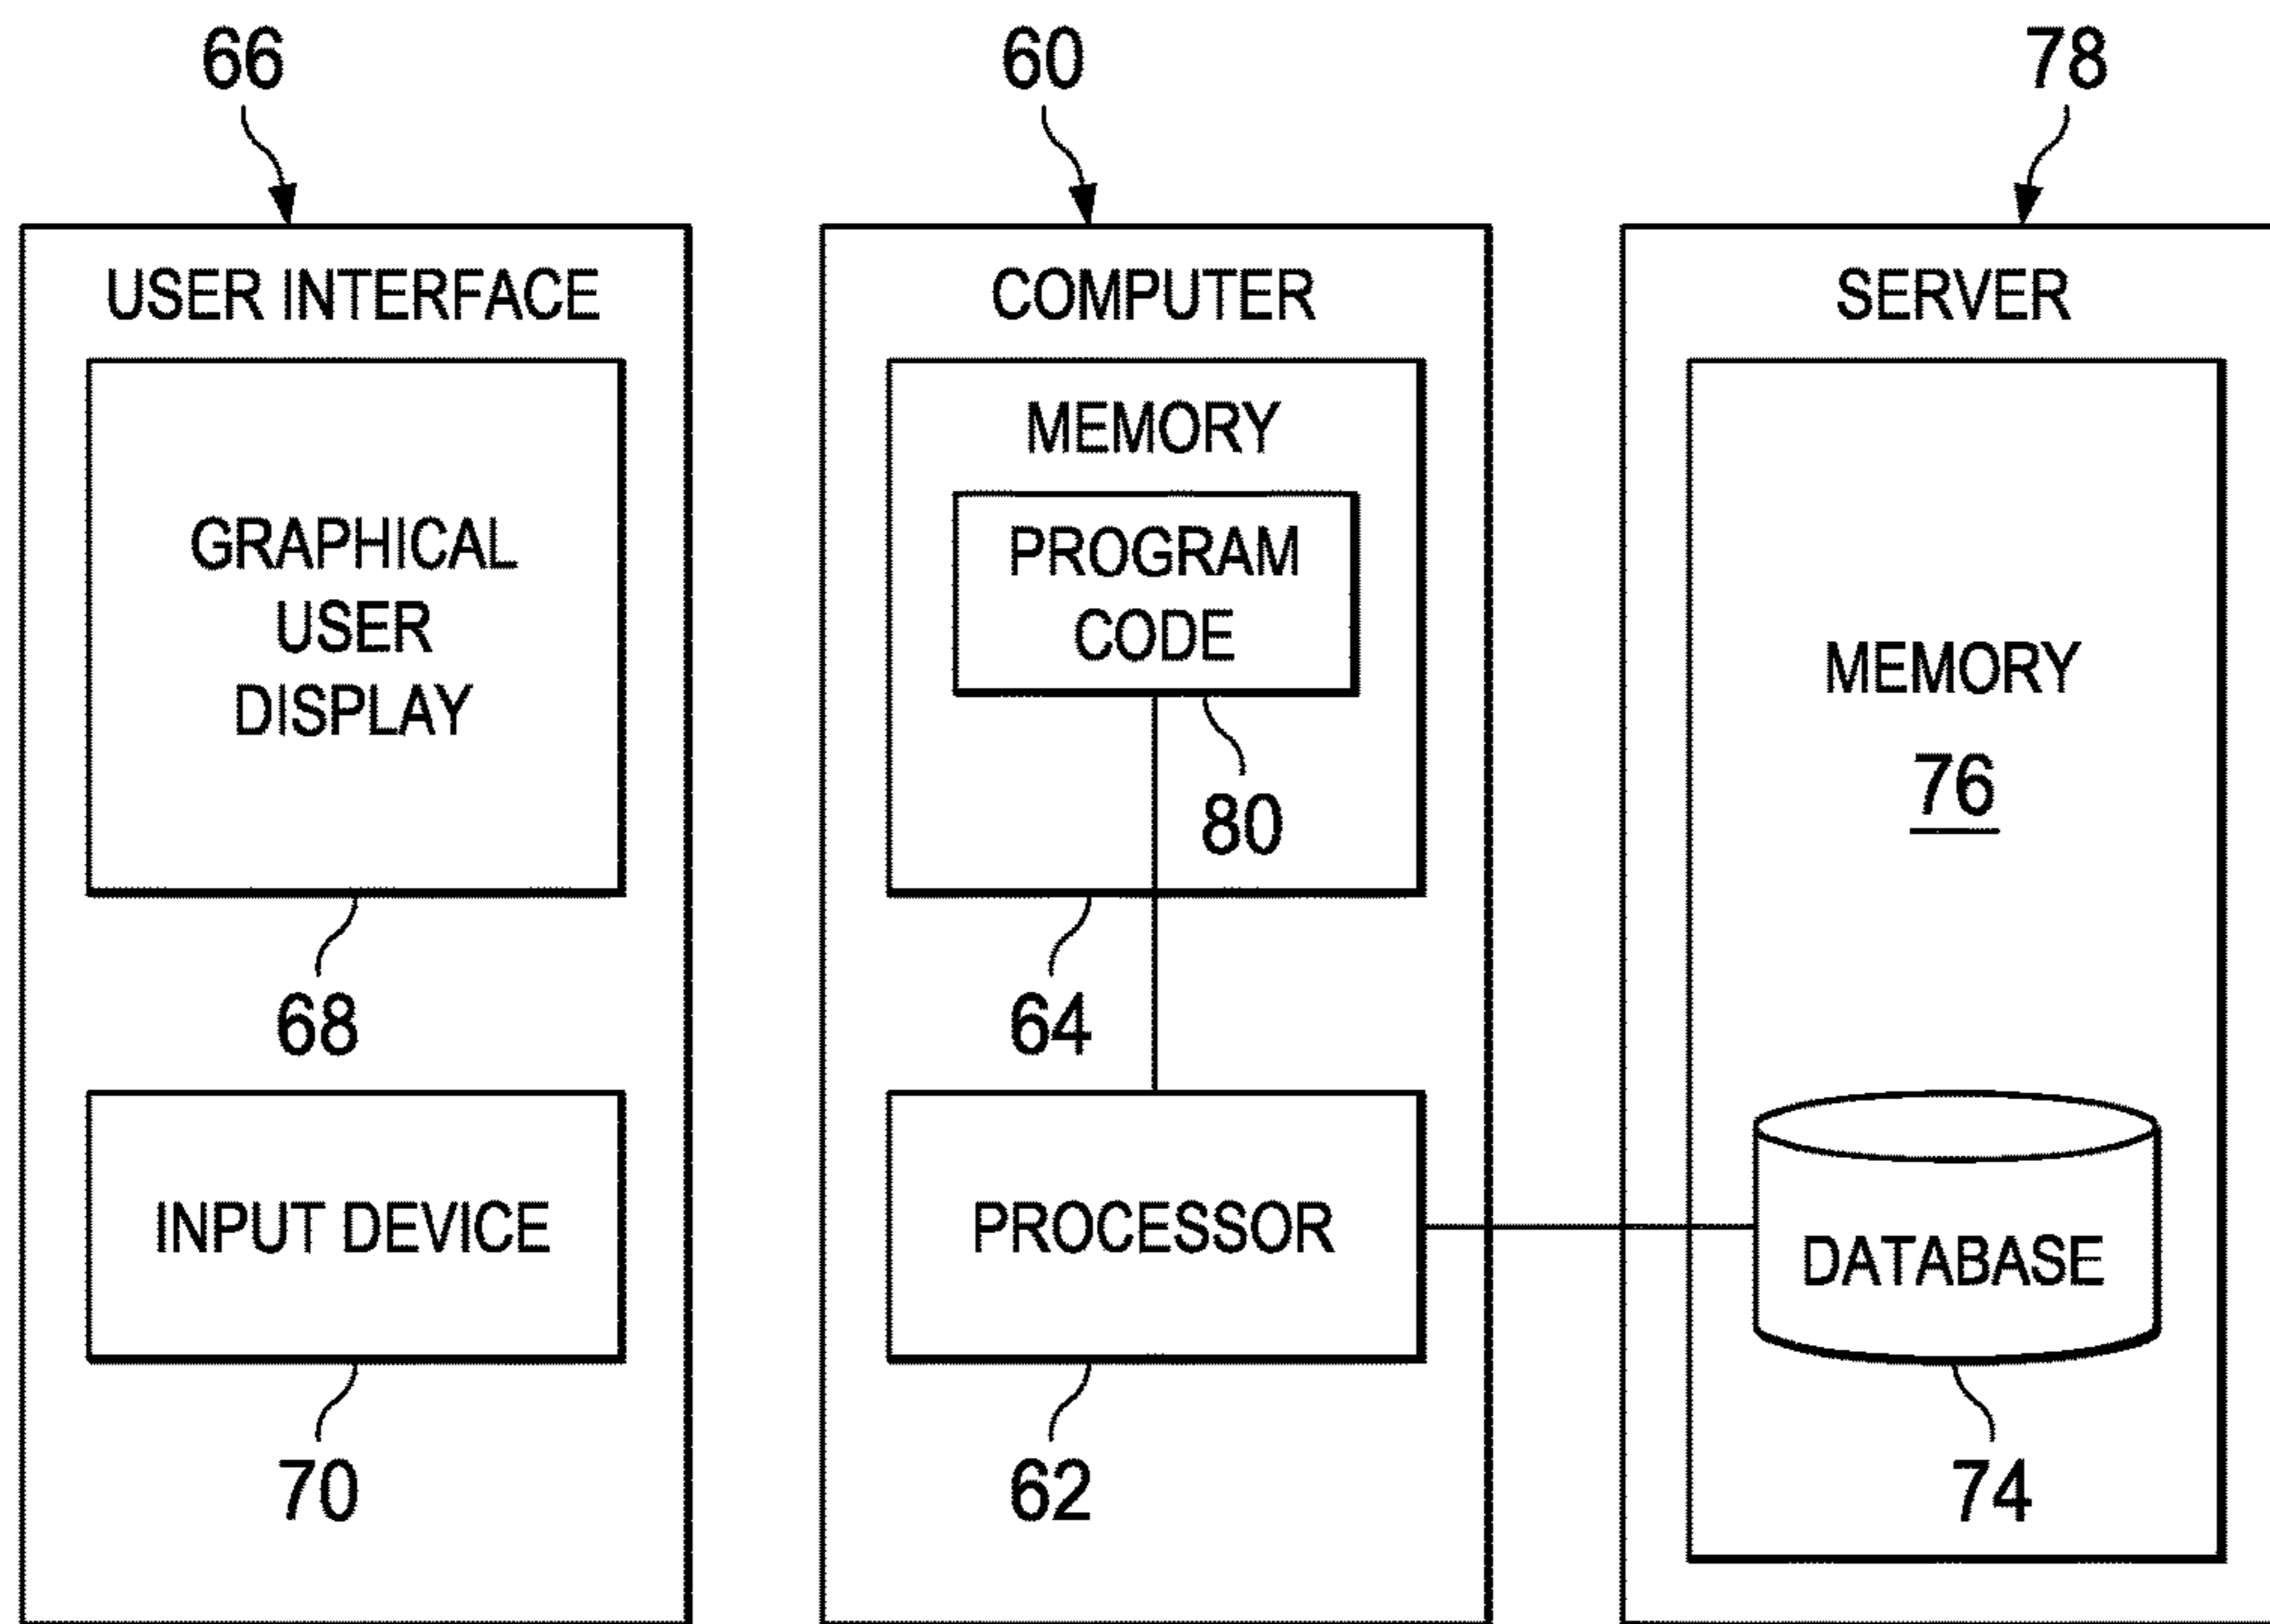 66
60
78
USER INTERFACE
GRAPHICAL
USER
DISPLAY
68
INPUT DEVICE
70
COMPUTER
MEMORY
PROGRAM
CODE
80
64
PROCESSOR
62
SERVER
MEMORY
76
DATABASE
74